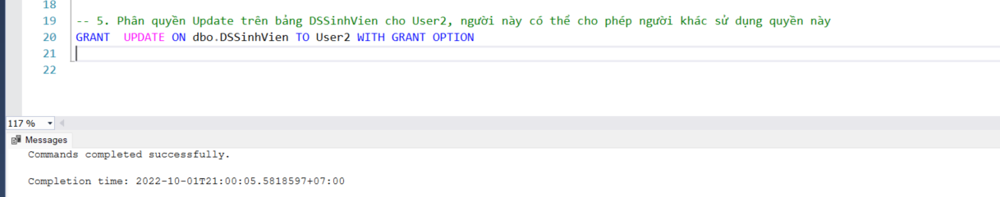 18
19 -- 5. Phân quyền Update trên bảng DSSinhVien cho User2, người này có thể cho phép người khác sử dụng quyền này
20 GRANT  UPDATE ON dbo.DSSinhVien TO User2 WITH GRANT OPTION
21
22
117 %
Messages
Commands completed successfully.
Completion time: 2022-10-01T21:00:05.5818597+07:00